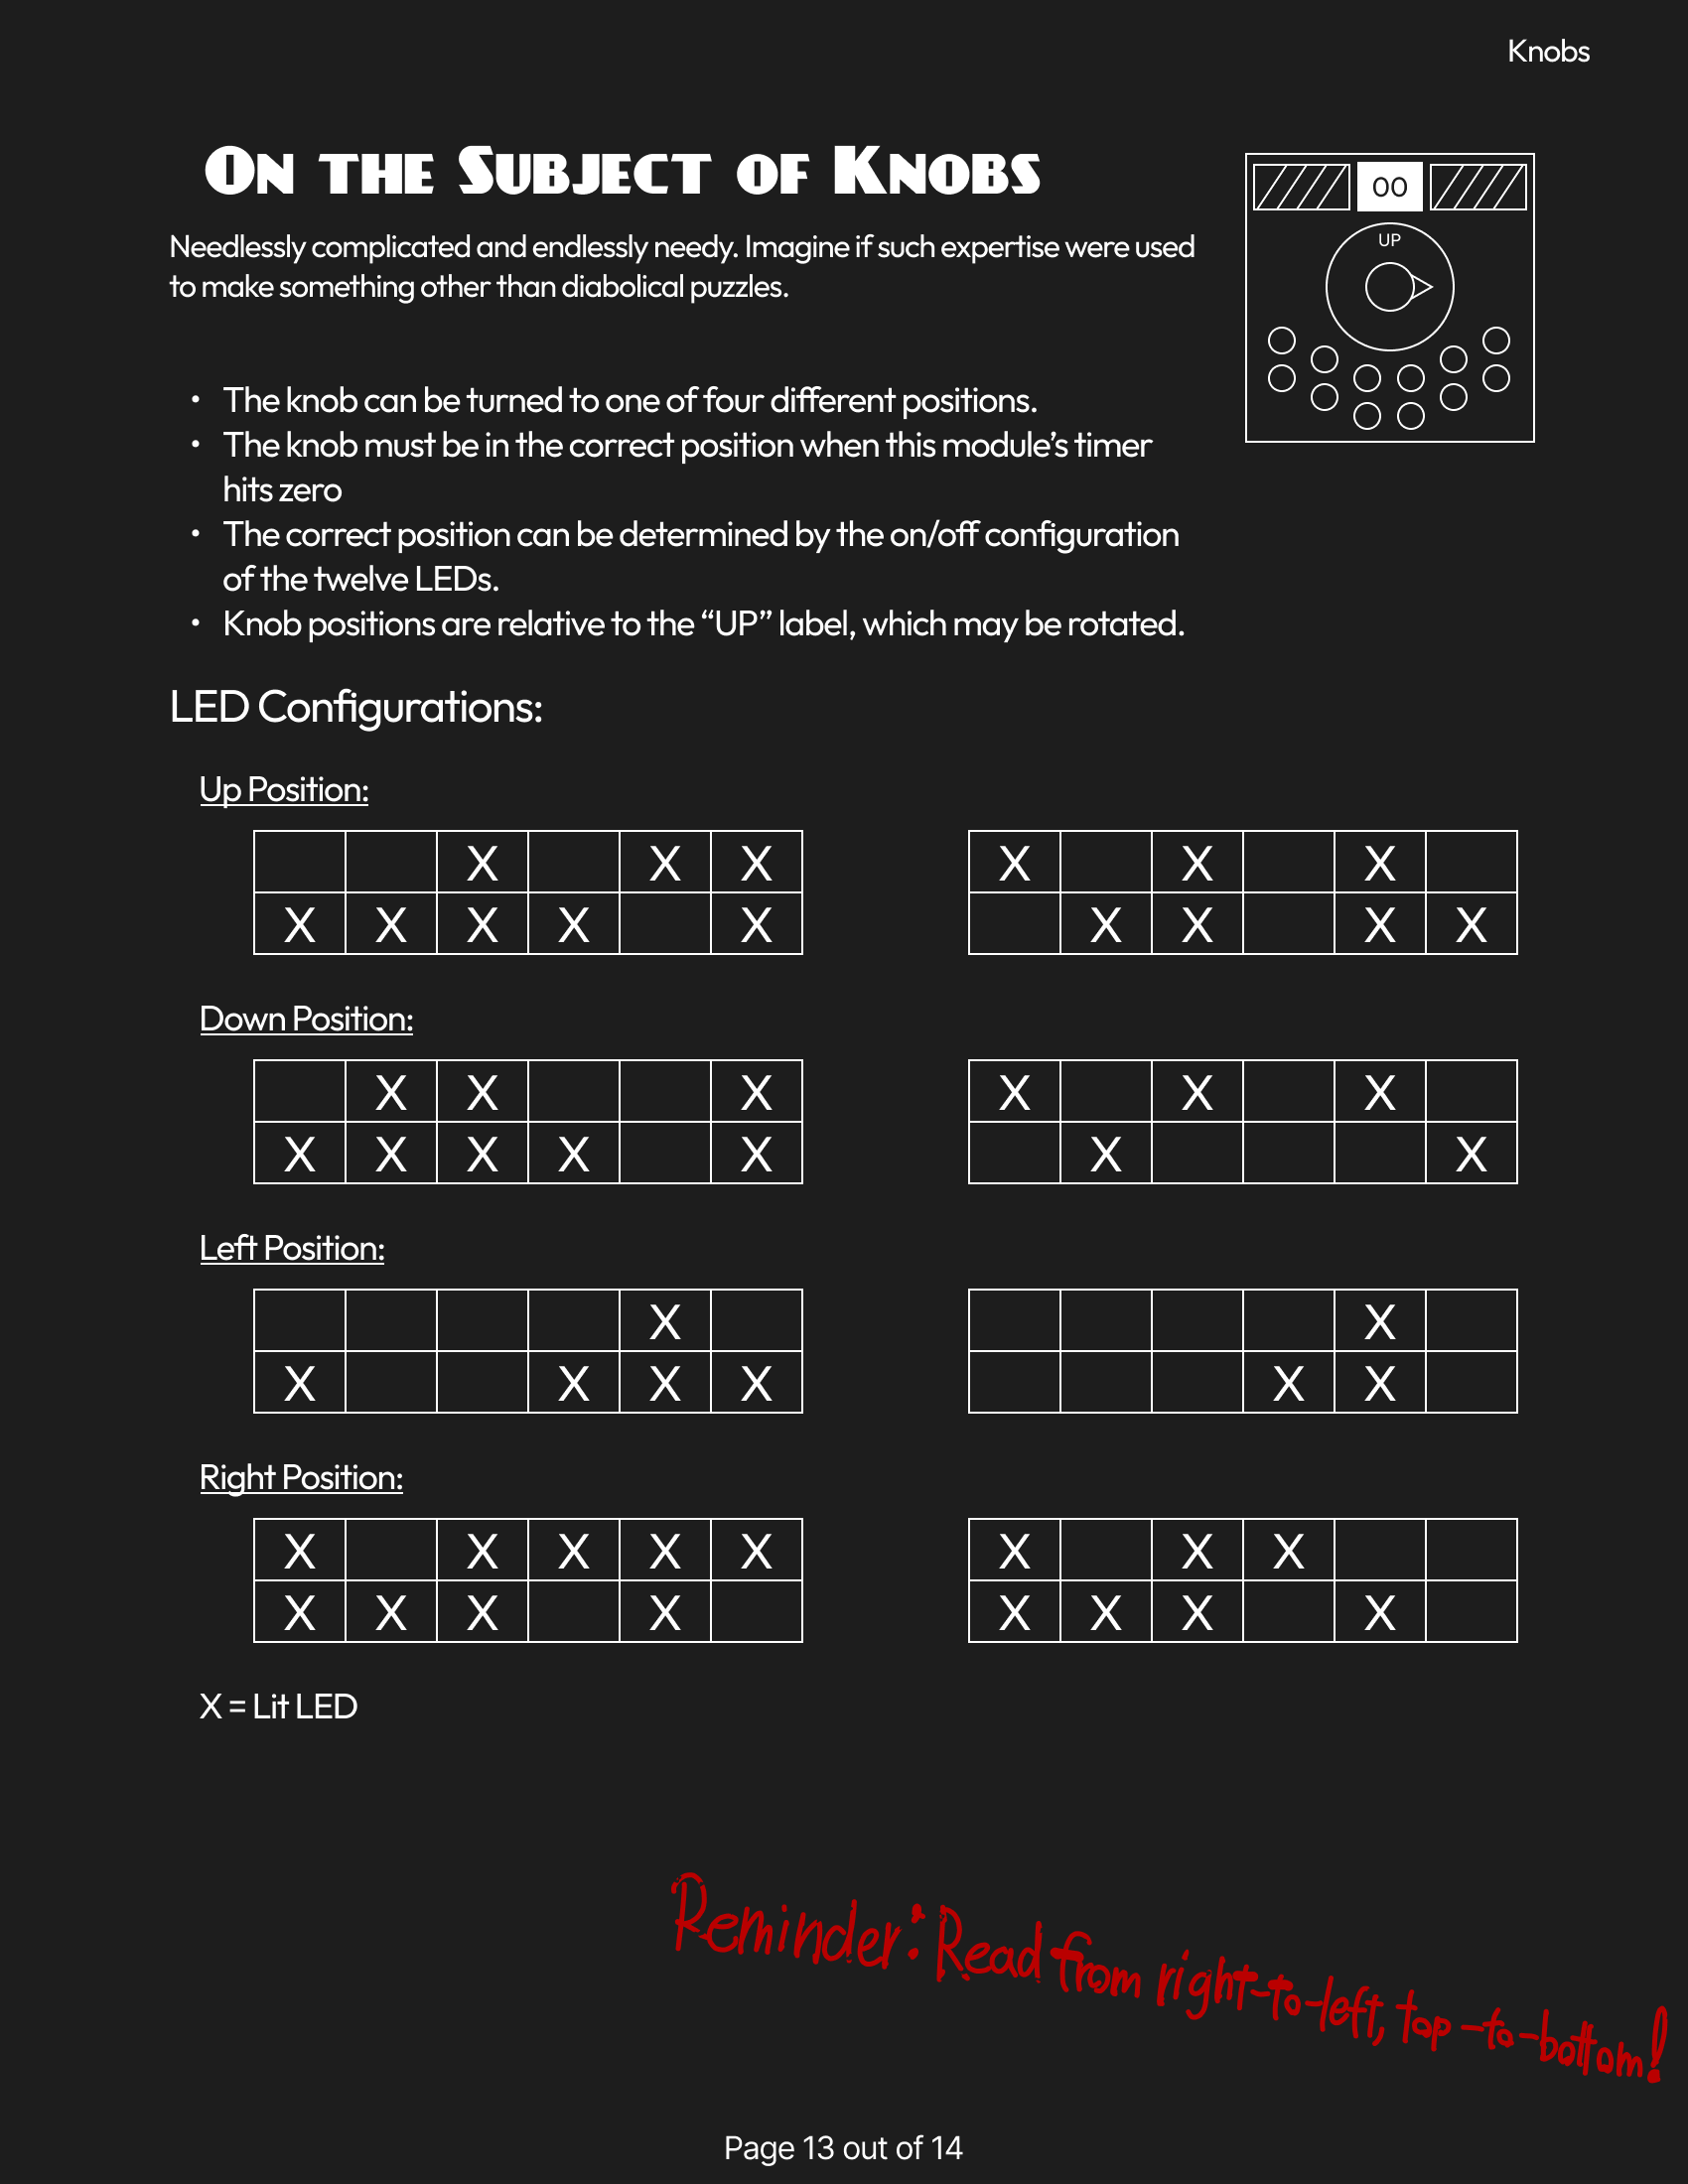 Knobs
On the Subject of Knobs
Needlessly complicated and endlessly needy. Imagine if such expertise were used
to make something other than diabolical puzzles.
00
UP
• The knob can be turned to one of four different positions.
• The knob must be in the correct position when this module’s timer
hits zero
• The correct position can be determined by the on/off configuration
of the twelve LEDs.
• Knob positions are relative to the “UP” label, which may be rotated.
LED Configurations:
Up Position:
X X X X X X
X X X X X X X X X
Down Position:
X X X X X X
X X X X X X X
Left Position:
X X
X X X X X X
Right Position:
X X X X X X X X
X X X X X X X X
X = Lit LED
Reminder: Read from right-to-left, top-to-bottom!
Page 13 out of 14